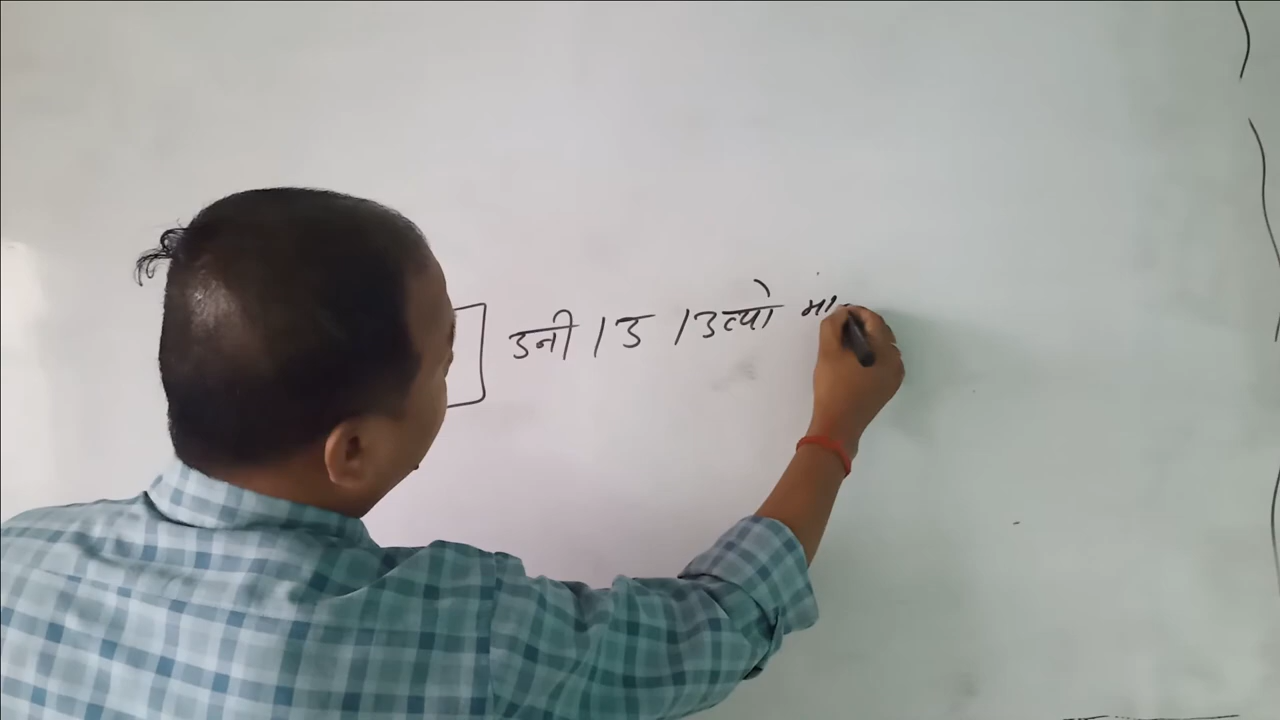 उनी / उ / उत्यो मा